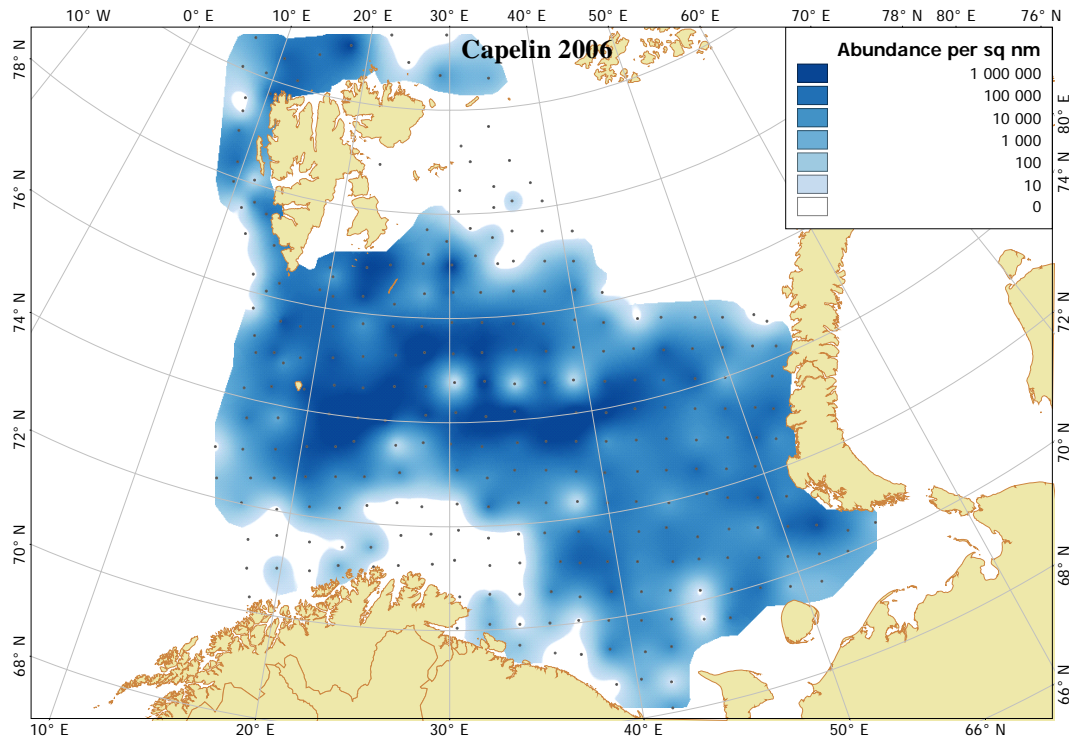 10° W 0° E 10° E 20° E 30° E 40° E 50° E 60° E 70° E 78° N 80° E 76° N
Capelin 2006
Abundance per sq nm
1 000 000
100 000
10 000
1 000
100
10
0
78° N
76° N
74° N
72° N
70° N
68° N
80° E
74° N
72° N
70° N
68° N
66° N
10° E 20° E 30° E 40° E 50° E 66° N